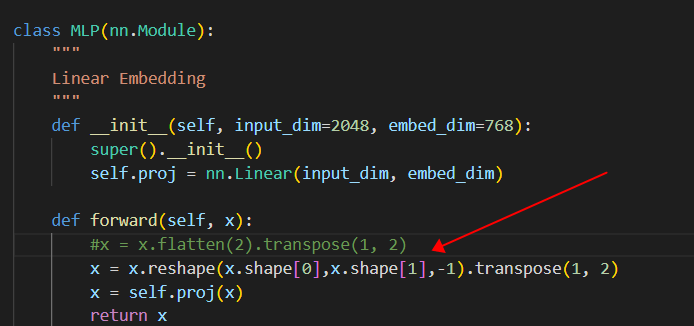 class MLP(nn.Module):
    """
    Linear Embedding
    """
    def __init__(self, input_dim=2048, embed_dim=768):
        super().__init__()
        self.proj = nn.Linear(input_dim, embed_dim)

    def forward(self, x):
        #x = x.flatten(2).transpose(1, 2)
        x = x.reshape(x.shape[0],x.shape[1],-1).transpose(1, 2)
        x = self.proj(x)
        return x